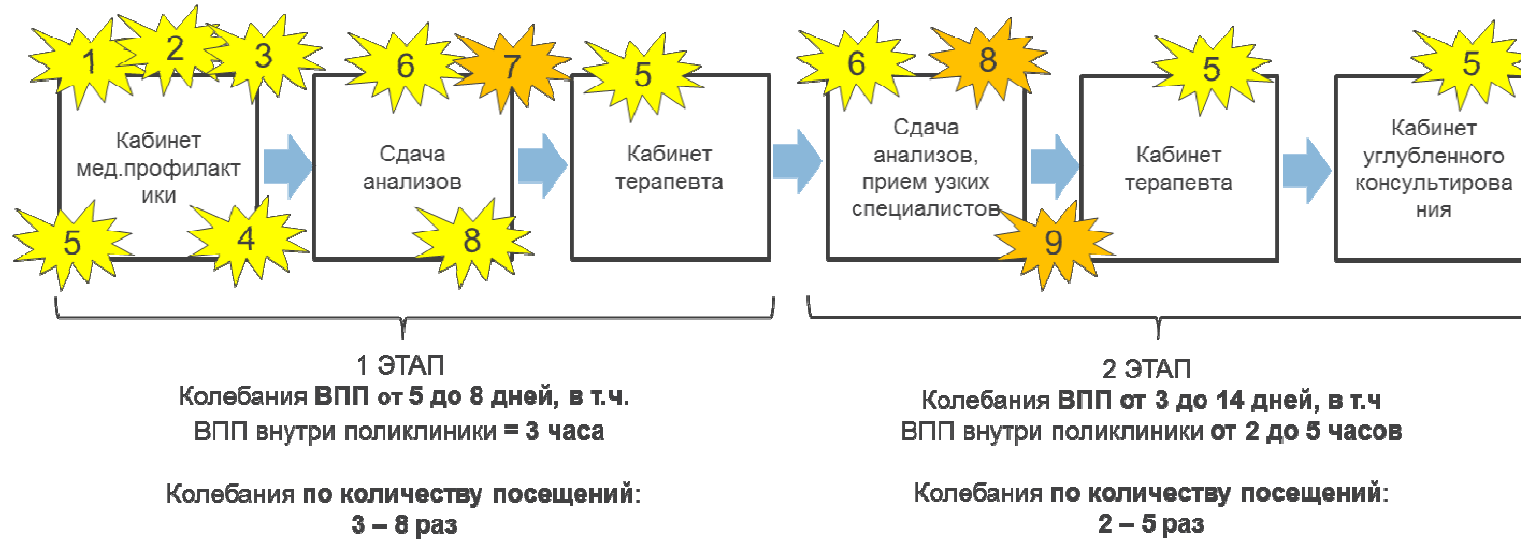 1
2
3
6
7
5
6
8
5
5
Кабинет
мед.профилакт
ики
Сдача
анализов
Кабинет
терапевта
Сдача
анализов,
прием узких
специалистов
Кабинет
терапевта
Кабинет
углубленного
консультирова
ния
5
4
8
9
1 ЭТАП
Колебания ВПП от 5 до 8 дней, в т.ч.
ВПП внутри поликлиники = 3 часа
Колебания по количеству посещений:
3 – 8 раз
2 ЭТАП
Колебания ВПП от 3 до 14 дней, в т.ч
ВПП внутри поликлиники от 2 до 5 часов
Колебания по количеству посещений:
2 – 5 раз